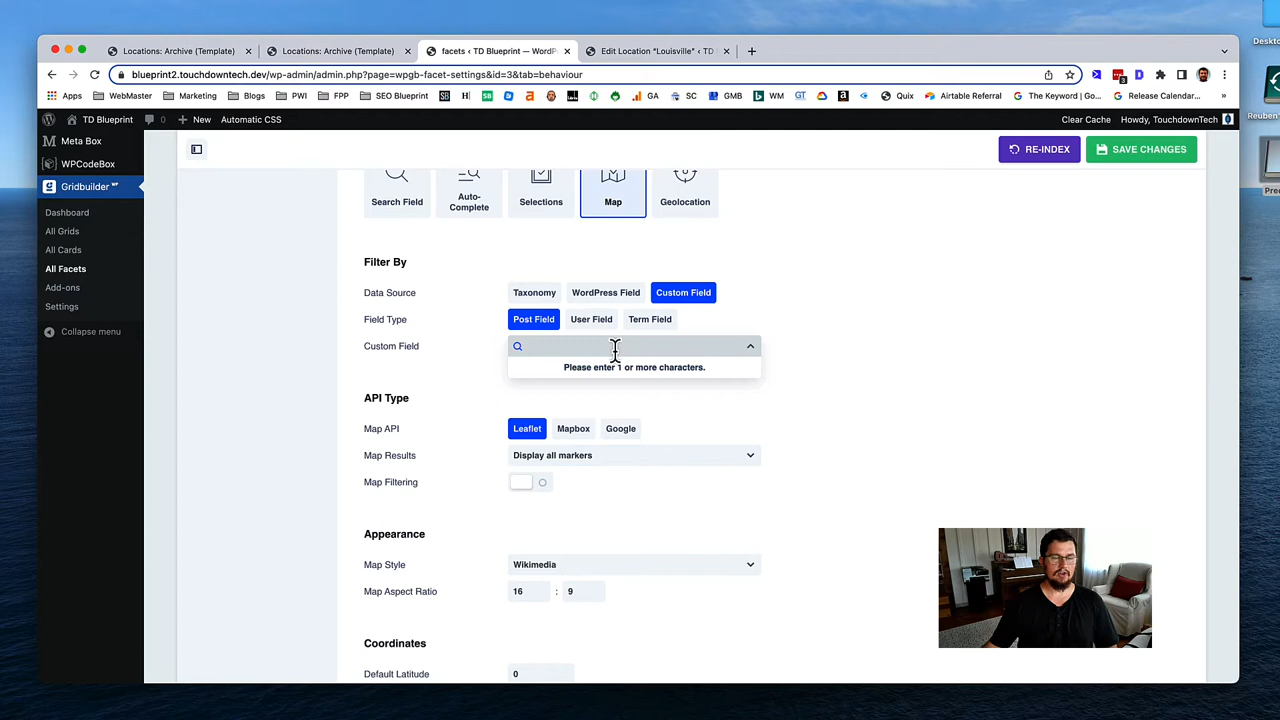 Desktop
Locations: Archive (Template) × Locations: Archive (Template) × facets ‹ TD Blueprint — WordP × Edit Location "Louisville" ‹ TD × +
blueprint2.touchdowntech.dev/wp-admin/admin.php?page=wpgb-facet-settings&id=3&tab=behaviour
Apps WebMaster Marketing Blogs PWI FPP SEO Blueprint GA SC GMB WM Quix Airtable Referral The Keyword | Go... Release Calendar... »
Reuben'
TD Blueprint 0 + New Automatic CSS Clear Cache Howdy, TouchdownTech
Meta Box
WPCodeBox
Gridbuilder WP
Dashboard
All Grids
All Cards
All Facets
Add-ons
Settings
Collapse menu
RE-INDEX SAVE CHANGES
Search Field Auto-Complete Selections Map Geolocation
Filter By
Data Source Taxonomy WordPress Field Custom Field
Field Type Post Field User Field Term Field
Custom Field
Please enter 1 or more characters.
API Type
Map API Leaflet Mapbox Google
Map Results Display all markers
Map Filtering
Appearance
Map Style Wikimedia
Map Aspect Ratio 16 : 9
Coordinates
Default Latitude 0